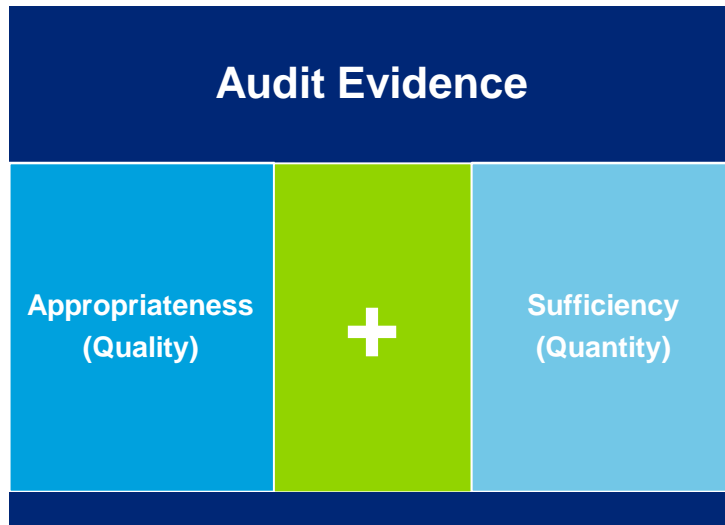 Audit Evidence
Appropriateness
(Quality)
+
Sufficiency
(Quantity)